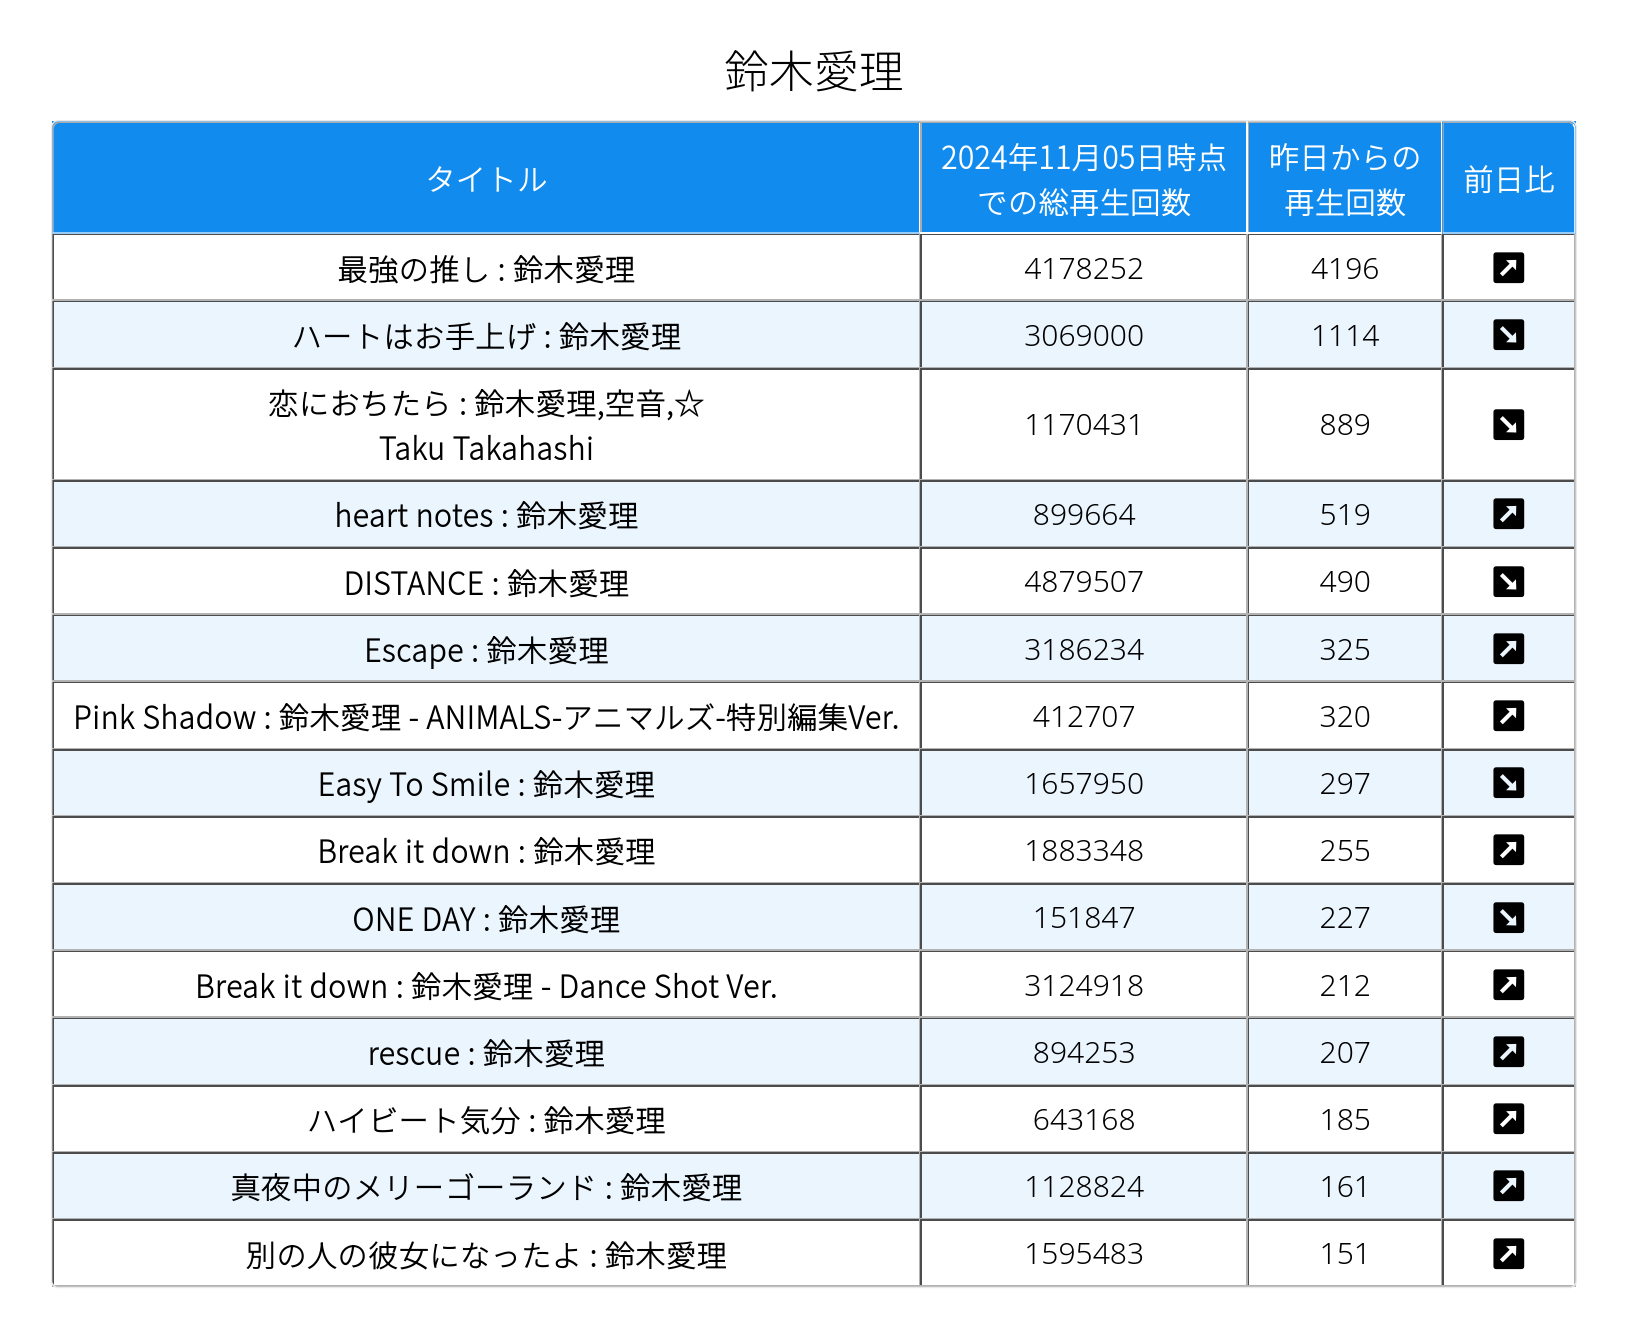 鈴木愛理
タイトル
2024年11月05日時点
での総再生回数
昨日からの
再生回数
前日比
最強の推し : 鈴木愛理 4178252 4196
ハートはお手上げ : 鈴木愛理 3069000 1114
恋におちたら : 鈴木愛理,空音,☆
Taku Takahashi
1170431 889
heart notes : 鈴木愛理 899664 519
DISTANCE : 鈴木愛理 4879507 490
Escape : 鈴木愛理 3186234 325
Pink Shadow : 鈴木愛理 - ANIMALS-アニマルズ-特別編集Ver. 412707 320
Easy To Smile : 鈴木愛理 1657950 297
Break it down : 鈴木愛理 1883348 255
ONE DAY : 鈴木愛理 151847 227
Break it down : 鈴木愛理 - Dance Shot Ver. 3124918 212
rescue : 鈴木愛理 894253 207
ハイビート気分 : 鈴木愛理 643168 185
真夜中のメリーゴーランド : 鈴木愛理 1128824 161
別の人の彼女になったよ : 鈴木愛理 1595483 151